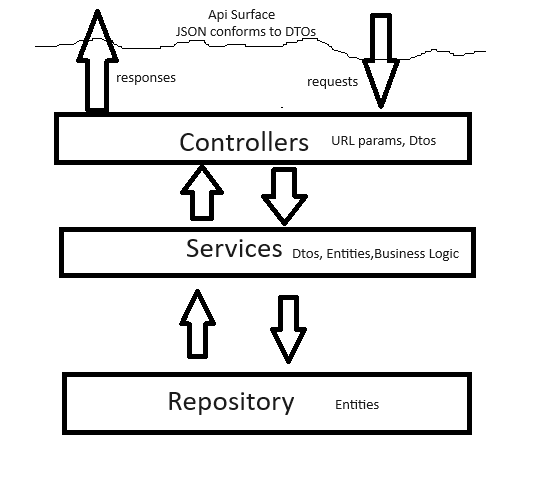 Api Surface
JSON conforms to DTOs
responses
requests
Controllers URL params, Dtos
Services Dtos, Entities,Business Logic
Repository Entities